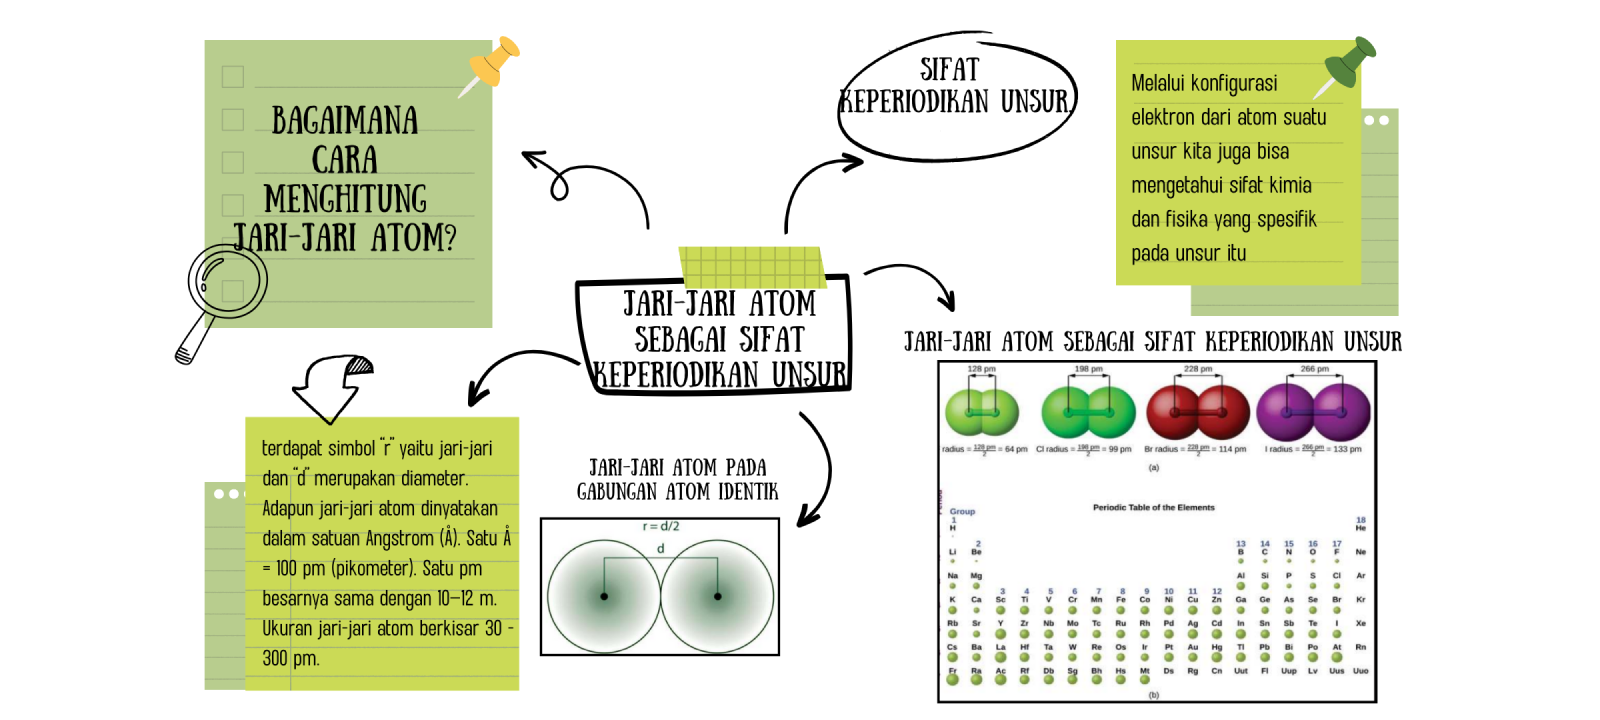 BAGAIMANA
CARA
MENGHITUNG
JARI-JARI ATOM?
SIFAT
KEPERIODIKAN UNSUR.
Melalui konfigurasi
elektron dari atom suatu
unsur kita juga bisa
mengetahui sifat kimia
dan fisika yang spesifik
pada unsur itu
JARI-JARI ATOM
SEBAGAI SIFAT
KEPERIODIKAN UNSUR
terdapat simbol "r" yaitu jari-jari
dan "d" merupakan diameter.
Adapun jari-jari atom dinyatakan
dalam satuan Angstrom (Å). Satu Å
= 100 pm (pikometer). Satu pm
besarnya sama dengan 10–12 m.
Ukuran jari-jari atom berkisar 30 -
300 pm.
JARI-JARI ATOM PADA
GABUNGAN ATOM IDENTIK
r = d/2
d
JARI-JARI ATOM SEBAGAI SIFAT KEPERIODIKAN UNSUR
128 pm 198 pm 228 pm 266 pm
radius = 128 pm/2 = 64 pm Cl radius = 198 pm/2 = 99 pm Br radius = 228 pm/2 = 114 pm I radius = 266 pm/2 = 133 pm
(a)
Periodic Table of the Elements
Period
Group
1 18
H He
2 13 14 15 16 17
Li Be B C N O F Ne
Na Mg Al Si P S Cl Ar
3 4 5 6 7 8 9 10 11 12
K Ca Sc Ti V Cr Mn Fe Co Ni Cu Zn Ga Ge As Se Br Kr
Rb Sr Y Zr Nb Mo Tc Ru Rh Pd Ag Cd In Sn Sb Te I Xe
Cs Ba La Hf Ta W Re Os Ir Pt Au Hg Tl Pb Bi Po At Rn
Fr Ra Ac Rf Db Sg Bh Hs Mt Ds Rg Cn Uut Fl Uup Lv Uus Uuo
(b)